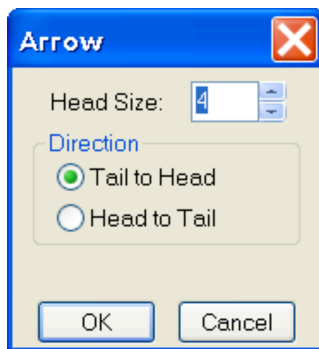 Arrow
Head Size: 4
Direction
Tail to Head
Head to Tail
OK Cancel